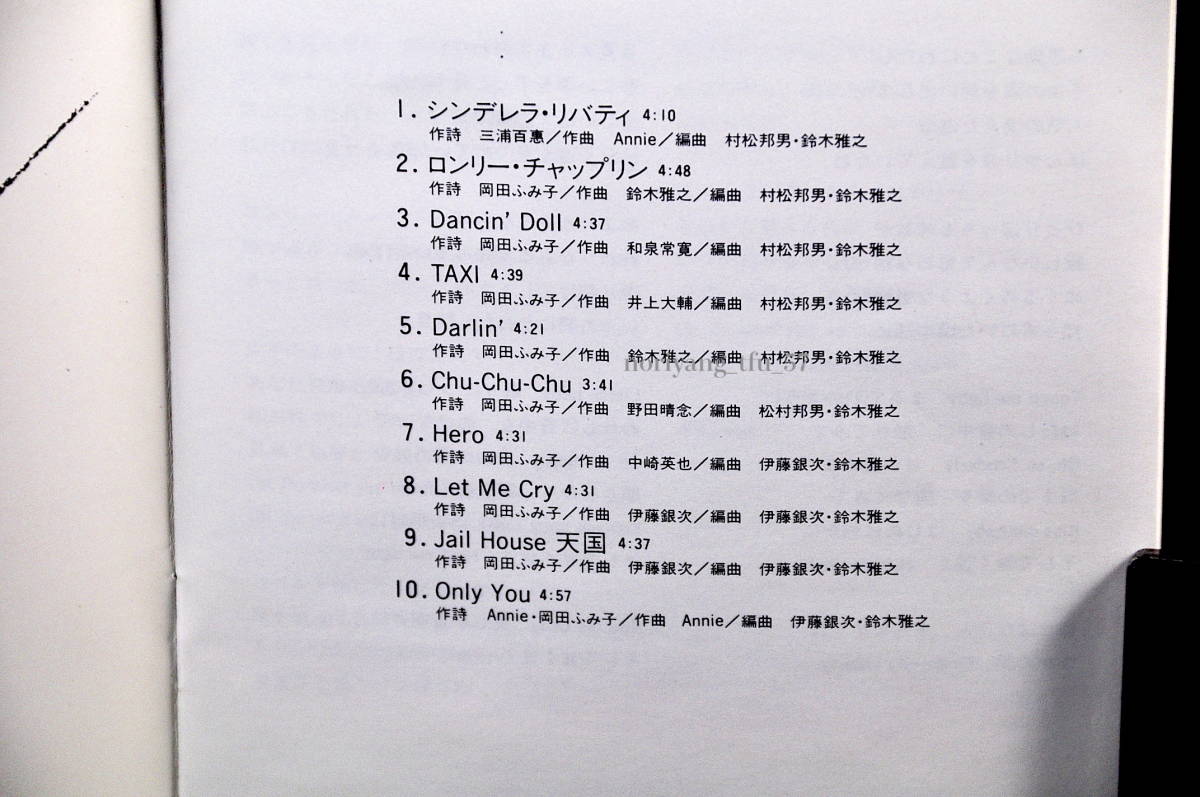 1. シンデレラ・リバティ 4:10
作詩 三浦百惠／作曲 Annie／編曲 村松邦男・鈴木雅之
2. ロンリー・チャップリン 4:48
作詩 岡田ふみ子／作曲 鈴木雅之／編曲 村松邦男・鈴木雅之
3. Dancin' Doll 4:37
作詩 岡田ふみ子／作曲 和泉常寛／編曲 村松邦男・鈴木雅之
4. TAXI 4:39
作詩 岡田ふみ子／作曲 井上大輔／編曲 村松邦男・鈴木雅之
5. Darlin' 4:21
作詩 岡田ふみ子／作曲 鈴木雅之／編曲 村松邦男・鈴木雅之
noriyang_tfu_37
6. Chu-Chu-Chu 3:41
作詩 岡田ふみ子／作曲 野田晴念／編曲 松村邦男・鈴木雅之
7. Hero 4:31
作詩 岡田ふみ子／作曲 中崎英也／編曲 伊藤銀次・鈴木雅之
8. Let Me Cry 4:31
作詩 岡田ふみ子／作曲 伊藤銀次／編曲 伊藤銀次・鈴木雅之
9. Jail House 天国 4:37
作詩 岡田ふみ子／作曲 伊藤銀次／編曲 伊藤銀次・鈴木雅之
10. Only You 4:57
作詩 Annie・岡田ふみ子／作曲 Annie／編曲 伊藤銀次・鈴木雅之